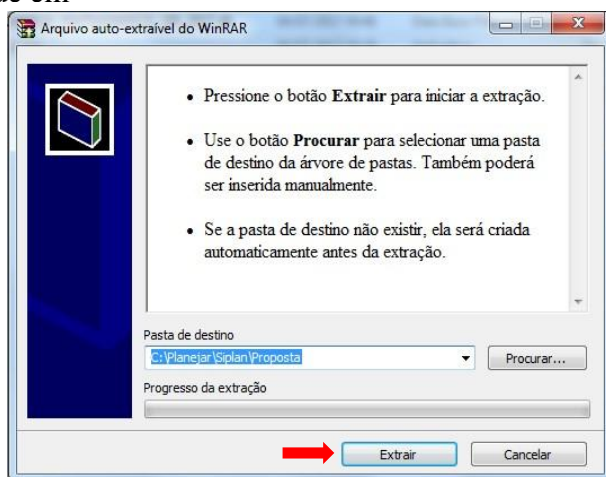 Arquivo auto-extraível do WinRAR
• Pressione o botão Extrair para iniciar a extração.
• Use o botão Procurar para selecionar uma pasta
de destino da árvore de pastas. Também poderá
ser inserida manualmente.
• Se a pasta de destino não existir, ela será criada
automaticamente antes da extração.
Pasta de destino
C:\Planejar\Siplan\Proposta
Procurar...
Progresso da extração
Extrair
Cancelar